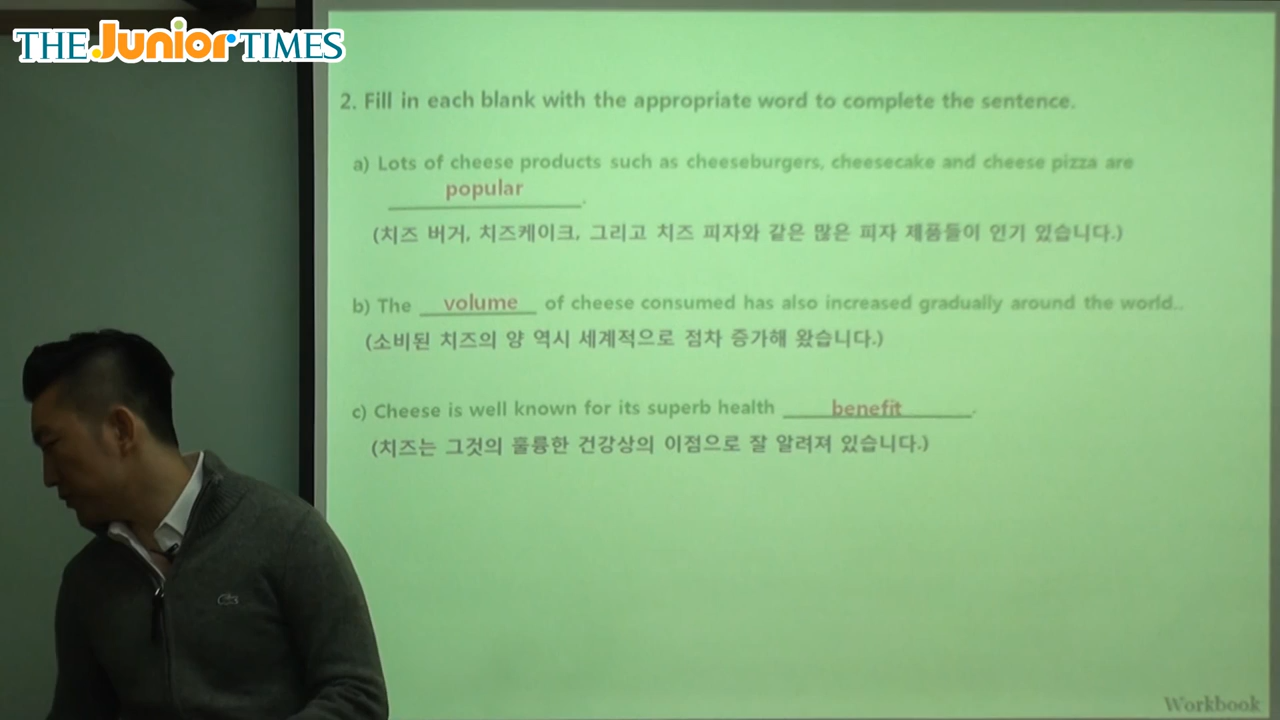 THE Junior TIMES
2. Fill in each blank with the appropriate word to complete the sentence.
a) Lots of cheese products such as cheeseburgers, cheesecake and cheese pizza are
popular.
(치즈 버거, 치즈케이크, 그리고 치즈 피자와 같은 많은 피자 제품들이 인기 있습니다.)
b) The volume of cheese consumed has also increased gradually around the world..
(소비된 치즈의 양 역시 세계적으로 점차 증가해 왔습니다.)
c) Cheese is well known for its superb health benefit.
(치즈는 그것의 훌륭한 건강상의 이점으로 잘 알려져 있습니다.)
Workbook